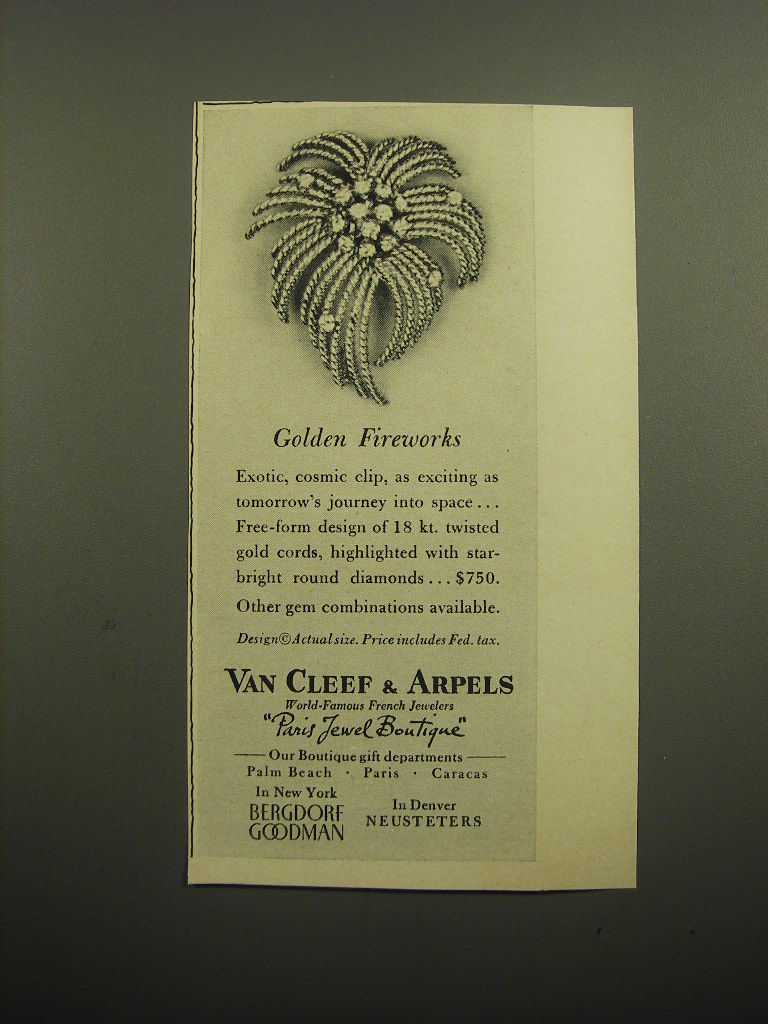 Golden Fireworks
Exotic, cosmic clip, as exciting as
tomorrow's journey into space...
Free-form design of 18 kt. twisted
gold cords, highlighted with star-
bright round diamonds... $750.
Other gem combinations available.
Design©Actual size. Price includes Fed. tax.
VAN CLEEF & ARPELS
World-Famous French Jewelers
"Paris Jewel Boutique"
Our Boutique gift departments
Palm Beach · Paris · Caracas
In New York
BERGDORF
GOODMAN
In Denver
NEUSTETERS